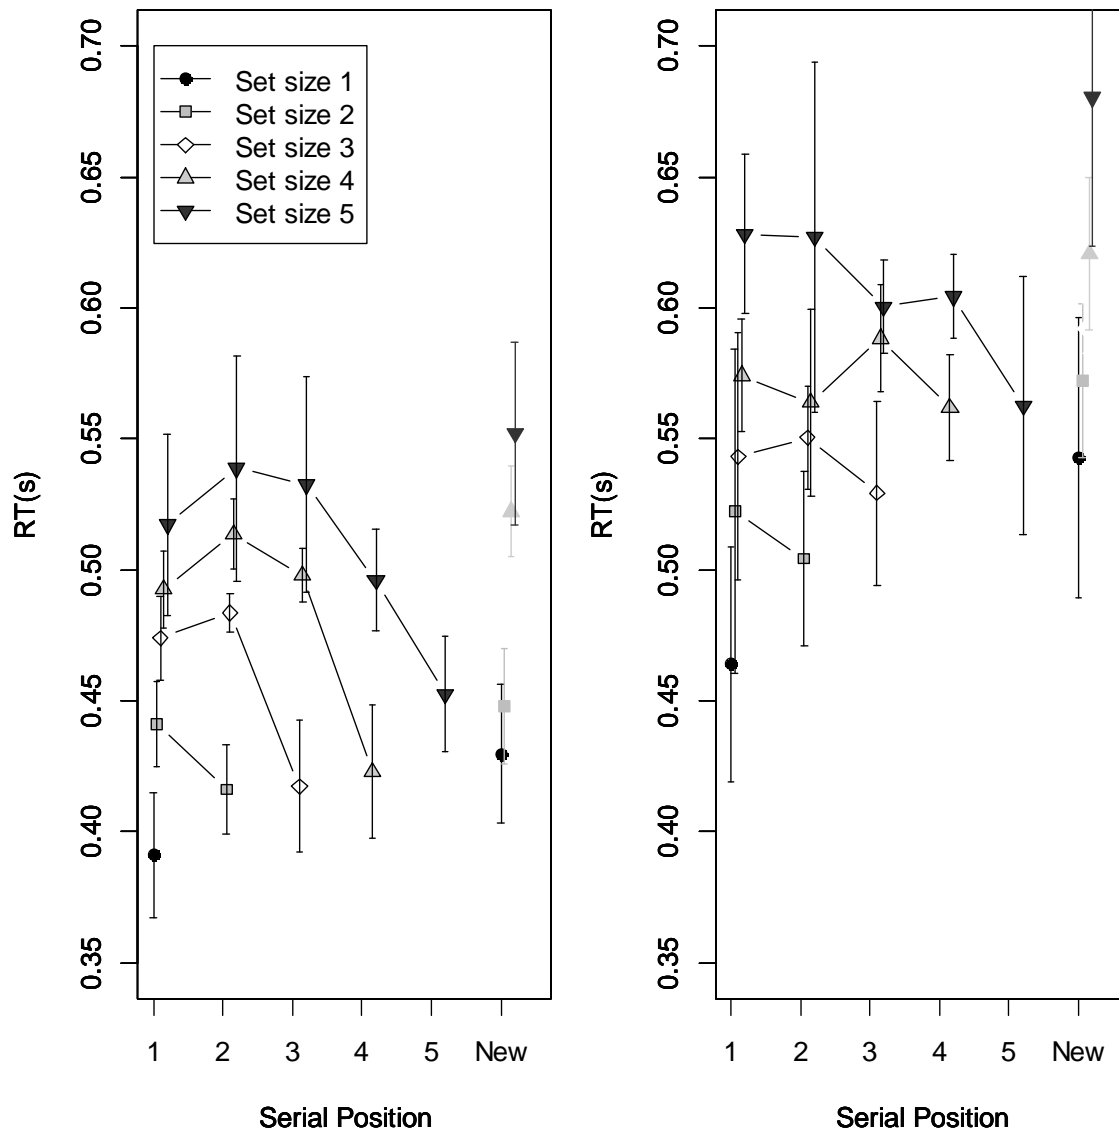 Set size 1
Set size 2
Set size 3
Set size 4
Set size 5
RT(s)
0.35
0.40
0.45
0.50
0.55
0.60
0.65
0.70
1 2 3 4 5 New
Serial Position
RT(s)
0.35
0.40
0.45
0.50
0.55
0.60
0.65
0.70
1 2 3 4 5 New
Serial Position